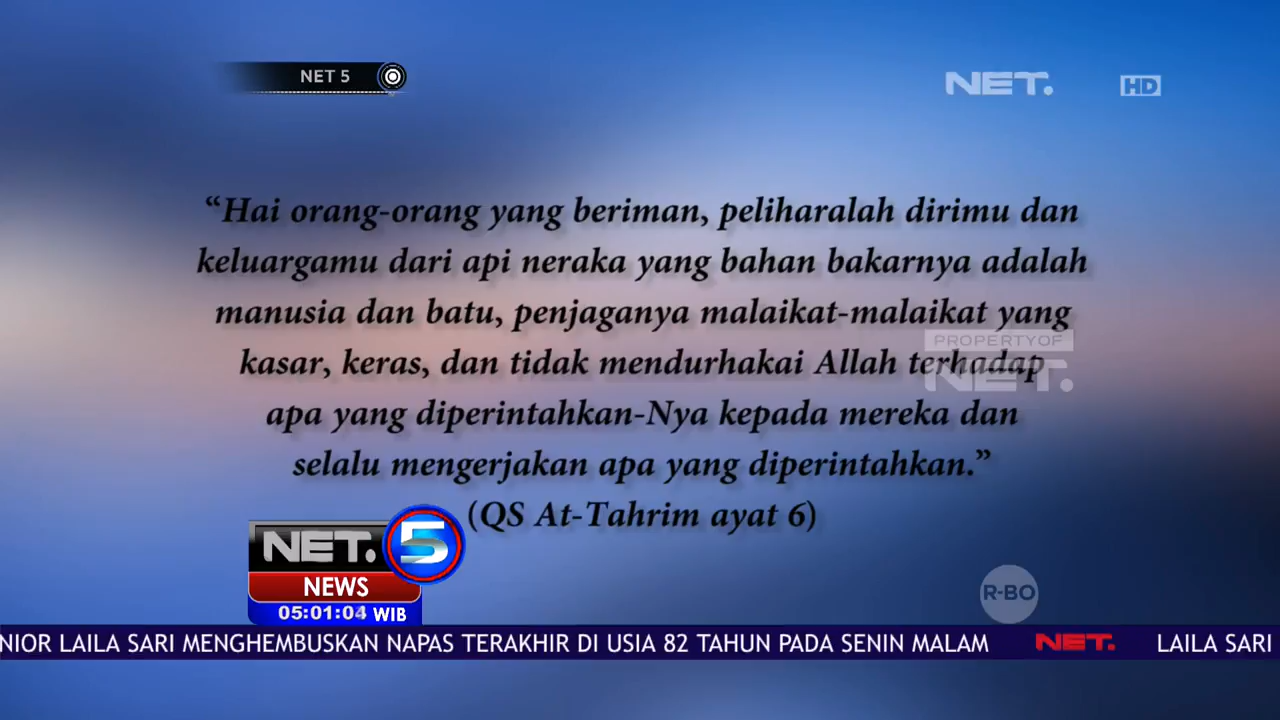 NET 5
NET.
HD
“Hai orang-orang yang beriman, peliharalah dirimu dan
keluargamu dari api neraka yang bahan bakarnya adalah
manusia dan batu, penjaganya malaikat-malaikat yang
kasar, keras, dan tidak mendurhakai Allah terhadap
apa yang diperintahkan-Nya kepada mereka dan
selalu mengerjakan apa yang diperintahkan.”
(QS At-Tahrim ayat 6)
PROPERTY OF
NET.
NET. 5
NEWS
05:01:04 WIB
R-BO
NIOR LAILA SARI MENGHEMBUSKAN NAPAS TERAKHIR DI USIA 82 TAHUN PADA SENIN MALAM NET. LAILA SARI